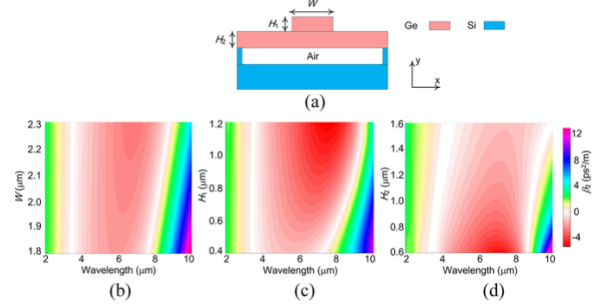 W
H₁
H₂
Ge
Si
Air
y
x
(a)
2.3
2.2
2.1
2.0
1.9
1.8
W(μm)
2 4 6 8 10
Wavelength (μm)
(b)
1.2
1.0
0.8
0.6
0.4
H₁ (μm)
2 4 6 8 10
Wavelength (μm)
(c)
1.6
1.4
1.2
1.0
0.8
0.6
H₂ (μm)
2 4 6 8 10
Wavelength (μm)
(d)
12
8
4
0
-4
β₂ (ps²/m)